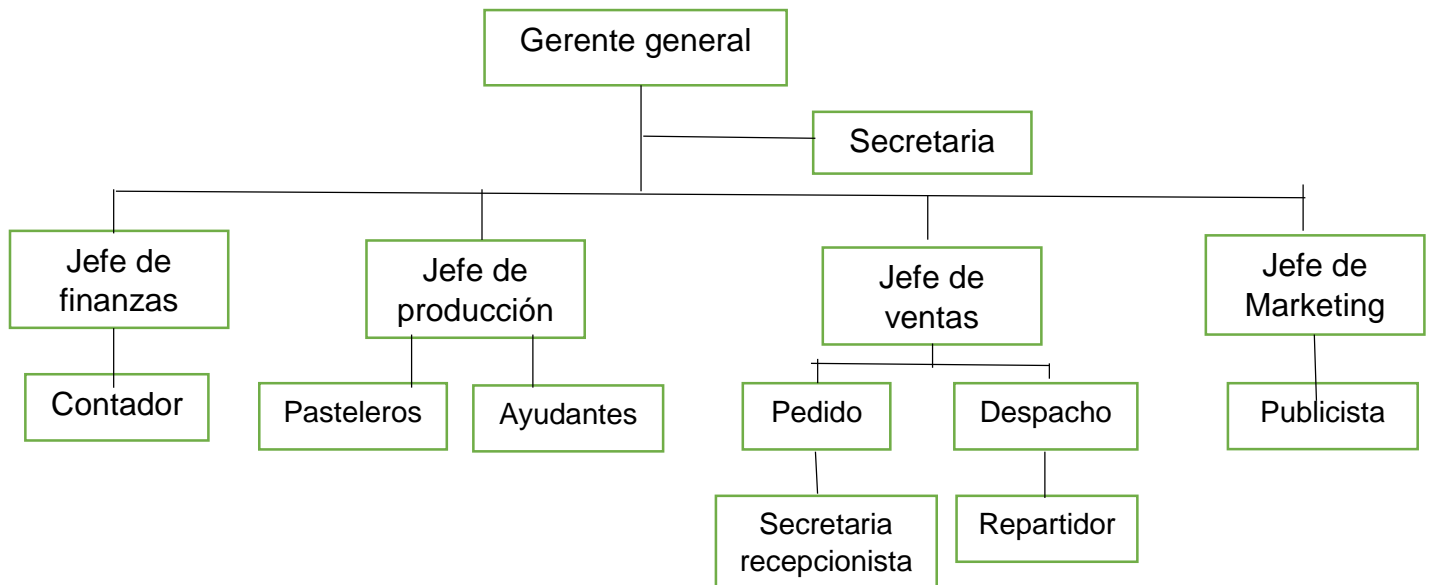 Gerente general
Secretaria
Jefe de
finanzas
Jefe de
producción
Jefe de
ventas
Jefe de
Marketing
Contador
Pasteleros
Ayudantes
Pedido
Despacho
Publicista
Secretaria
recepcionista
Repartidor